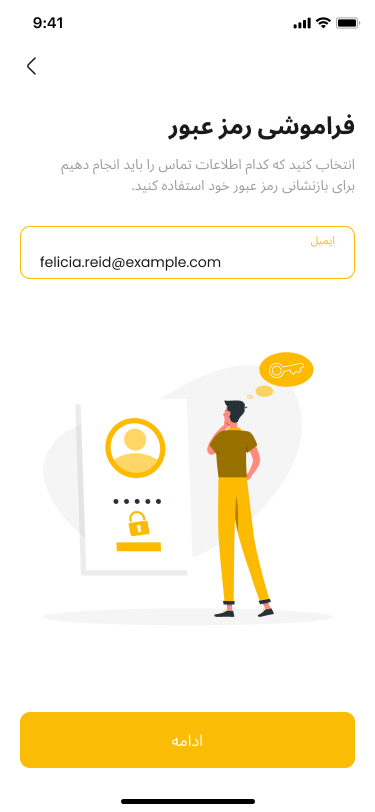 9:41
فراموشی رمز عبور
انتخاب کنید که کدام اطلاعات تماس را باید انجام دهیم
برای بازنشانی رمز عبور خود استفاده کنید.
ایمیل
felicia.reid@example.com
ادامه